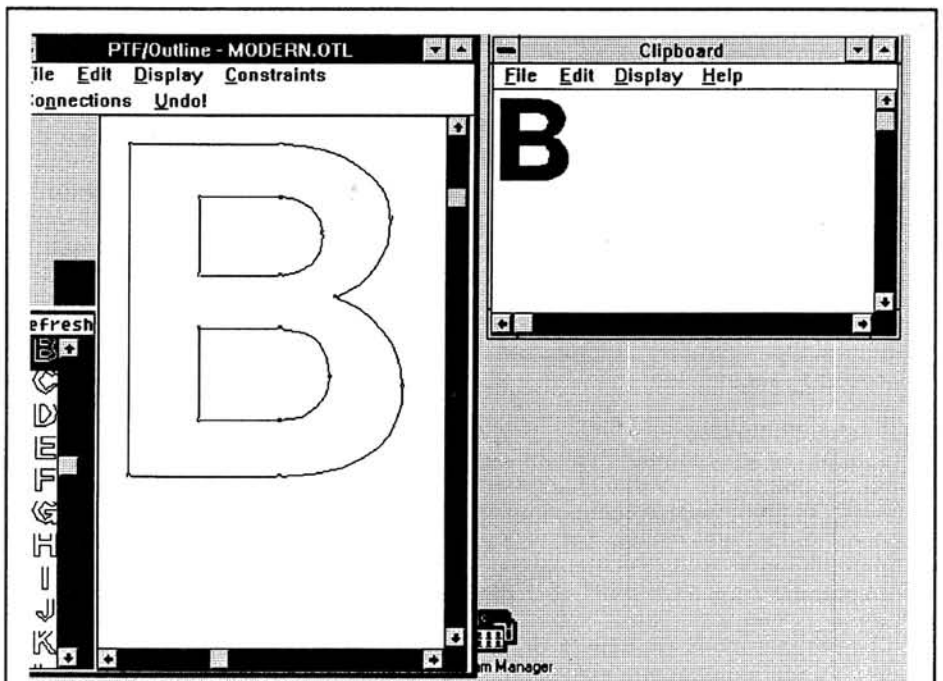 PTF/Outline - MODERN.OTL
ile Edit Display Constraints
onnections Undo!
B
efresh
B
C
D
E
F
G
H
I
J
K
Clipboard
File Edit Display Help
B
m Manager